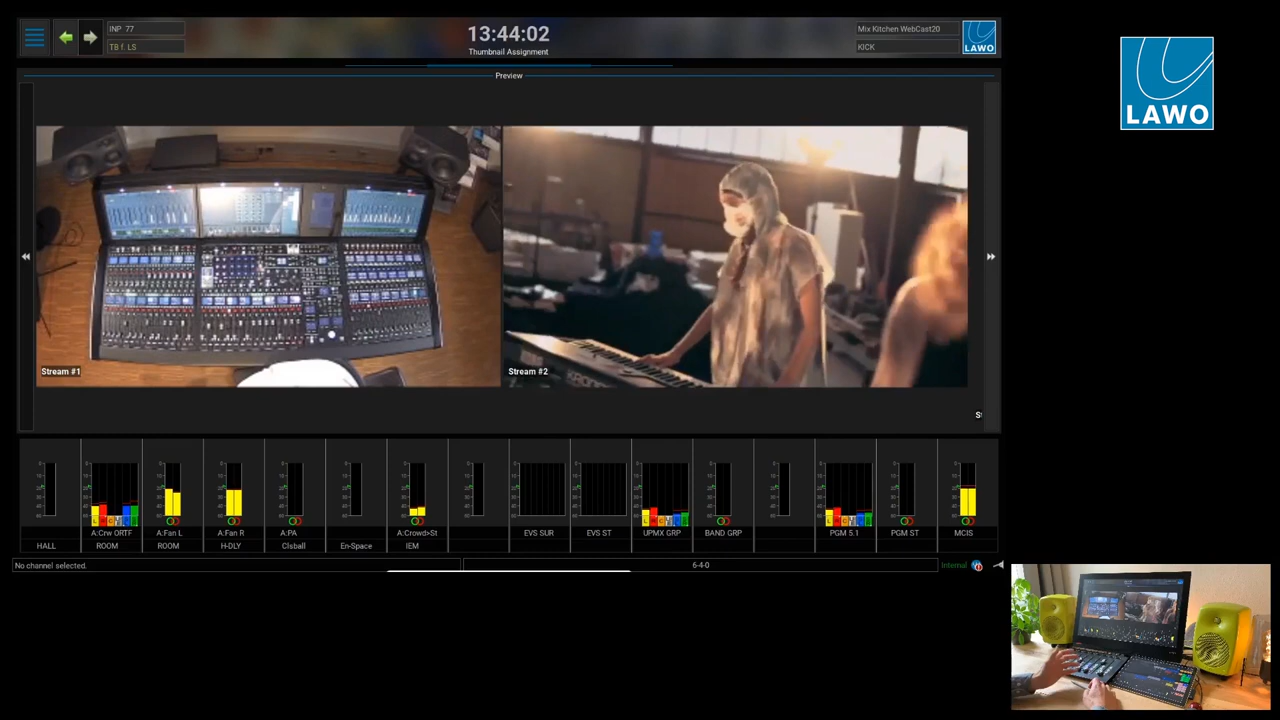 INP 77
TB f. LS
13:44:02
Thumbnail Assignment
Mix Kitchen WebCast20
KICK
LAWO
LAWO
Preview
Stream #1
Stream #2
A:Crw ORTF
A:Fan L
A:Fan R
A:PA
A:Crowd>St
EVS SUR
EVS ST
UPMX GRP
BAND GRP
PGM 5.1
PGM ST
MCIS
HALL
ROOM
ROOM
H-DLY
Clsball
En-Space
IEM
No channel selected.
6-4-0
Internal